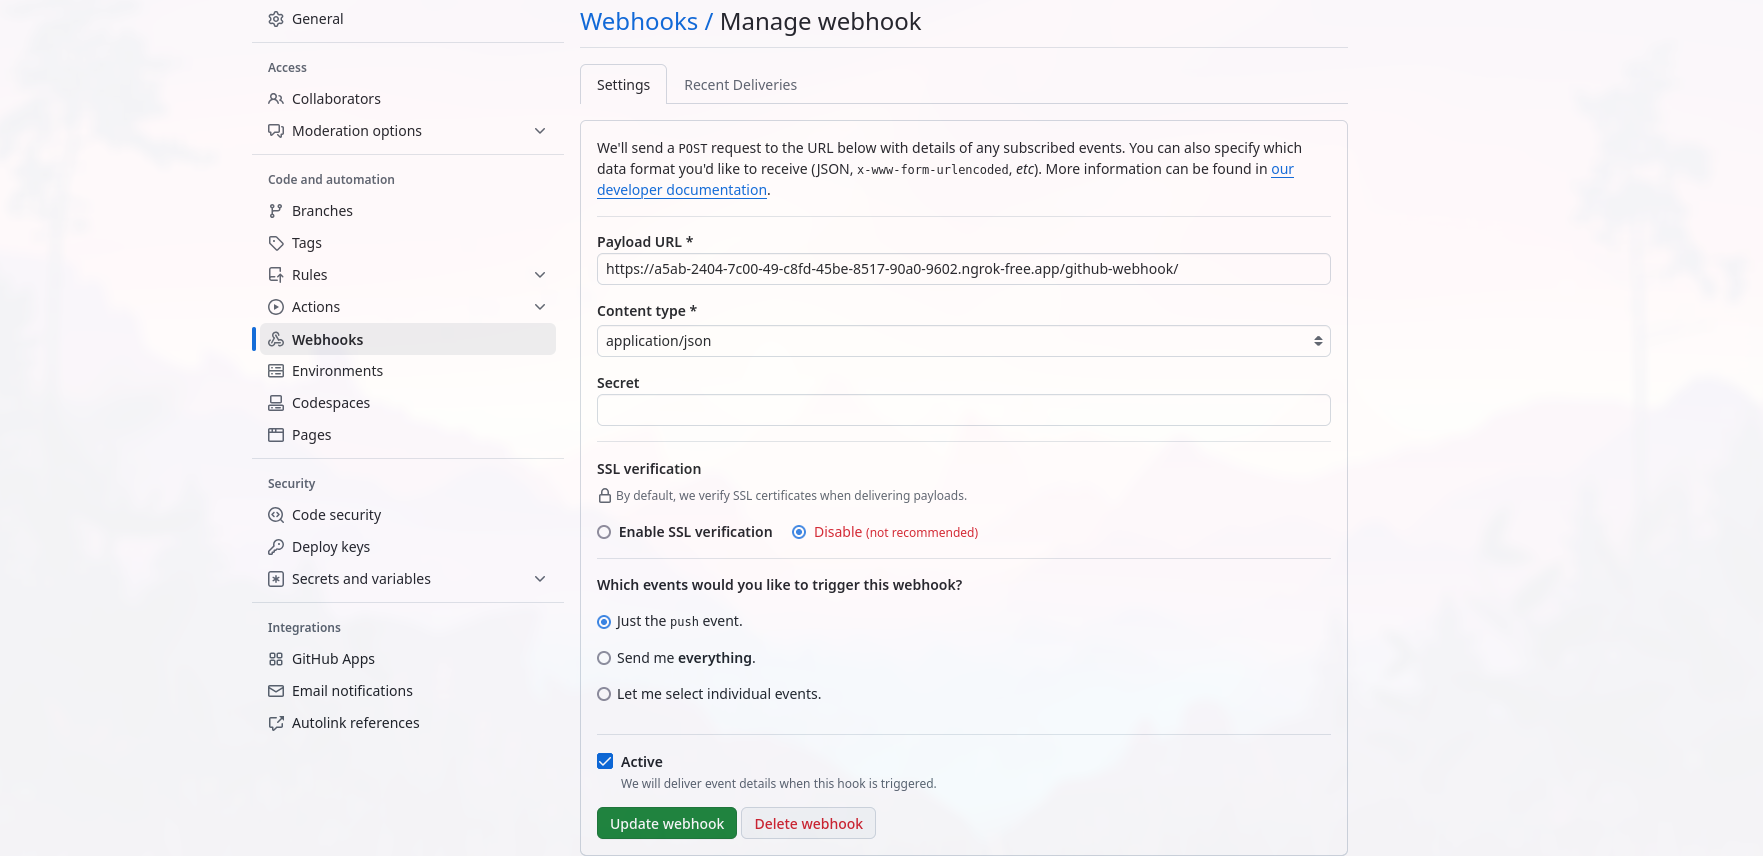 General
Access
Collaborators
Moderation options
Code and automation
Branches
Tags
Rules
Actions
Webhooks
Environments
Codespaces
Pages
Security
Code security
Deploy keys
Secrets and variables
Integrations
GitHub Apps
Email notifications
Autolink references
Webhooks / Manage webhook
Settings Recent Deliveries
We'll send a POST request to the URL below with details of any subscribed events. You can also specify which
data format you'd like to receive (JSON, x-www-form-urlencoded, etc). More information can be found in our
developer documentation.
Payload URL *
https://a5ab-2404-7c00-49-c8fd-45be-8517-90a0-9602.ngrok-free.app/github-webhook/
Content type *
application/json
Secret
SSL verification
By default, we verify SSL certificates when delivering payloads.
Enable SSL verification Disable (not recommended)
Which events would you like to trigger this webhook?
Just the push event.
Send me everything.
Let me select individual events.
Active
We will deliver event details when this hook is triggered.
Update webhook Delete webhook